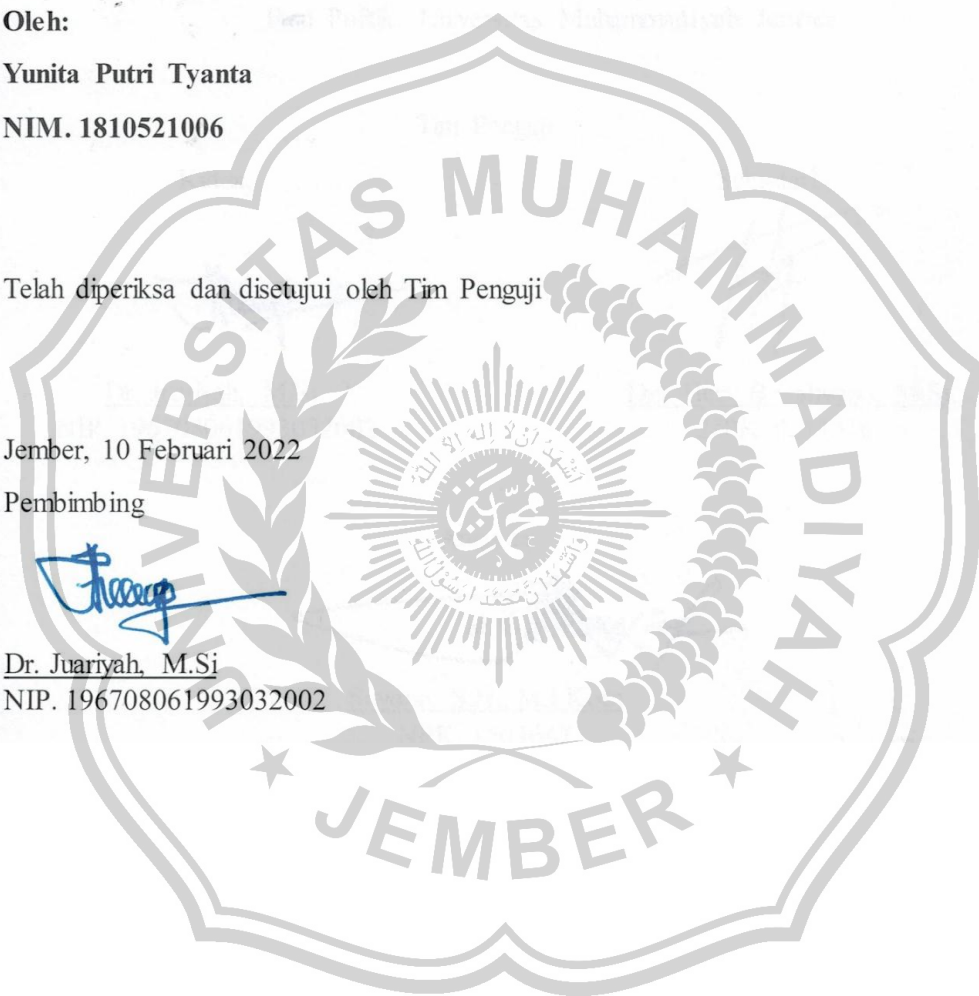 Oleh:
Yunita Putri Tyanta
NIM. 1810521006
Telah diperiksa dan disetujui oleh Tim Penguji
Jember, 10 Februari 2022
Pembimbing
Dr. Juariyah, M.Si
NIP. 196708061993032002
UNIVERSITAS MUHAMMADIYAH
JEMBER